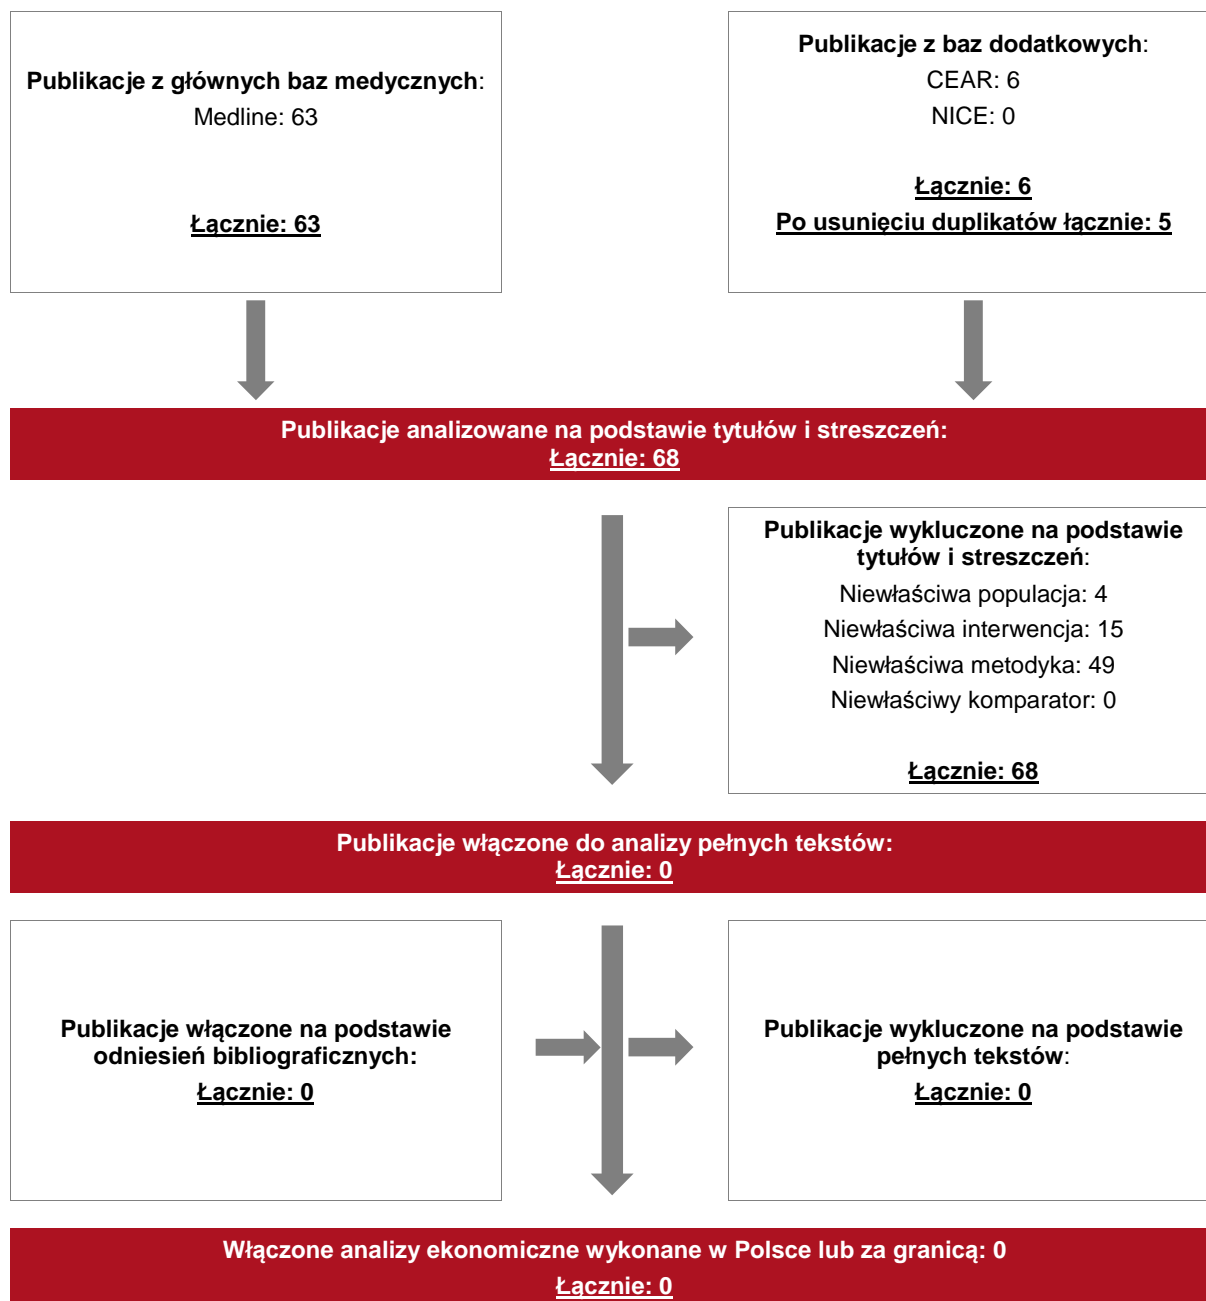 Publikacje z głównych baz medycznych:
Medline: 63
Łącznie: 63
Publikacje z baz dodatkowych:
CEAR: 6
NICE: 0
Łącznie: 6
Po usunięciu duplikatów łącznie: 5
Publikacje analizowane na podstawie tytułów i streszczeń:
Łącznie: 68
Publikacje wykluczone na podstawie
tytułów i streszczeń:
Niewłaściwa populacja: 4
Niewłaściwa interwencja: 15
Niewłaściwa metodyka: 49
Niewłaściwy komparator: 0
Łącznie: 68
Publikacje włączone do analizy pełnych tekstów:
Łącznie: 0
Publikacje włączone na podstawie
odniesień bibliograficznych:
Łącznie: 0
Publikacje wykluczone na podstawie
pełnych tekstów:
Łącznie: 0
Włączone analizy ekonomiczne wykonane w Polsce lub za granicą: 0
Łącznie: 0